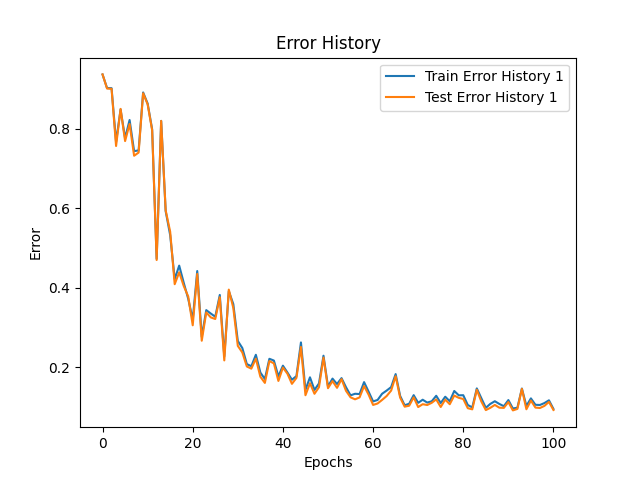 Error History
Train Error History 1
Test Error History 1
0.8
0.6
0.4
0.2
Error
0 20 40 60 80 100
Epochs